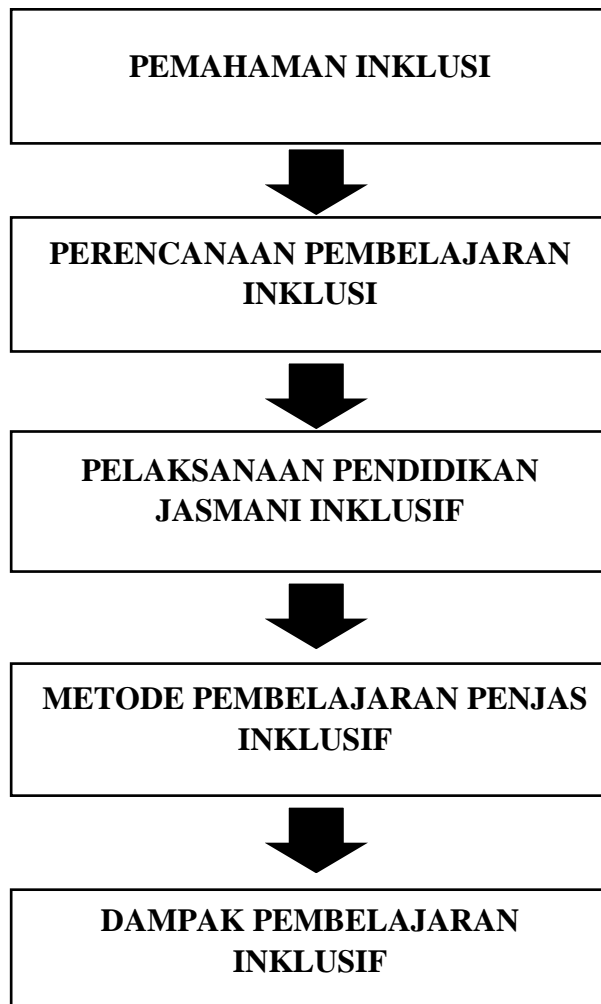 PEMAHAMAN INKLUSI
PERENCANAAN PEMBELAJARAN
INKLUSI
PELAKSANAAN PENDIDIKAN
JASMANI INKLUSIF
METODE PEMBELAJARAN PENJAS
INKLUSIF
DAMPAK PEMBELAJARAN
INKLUSIF